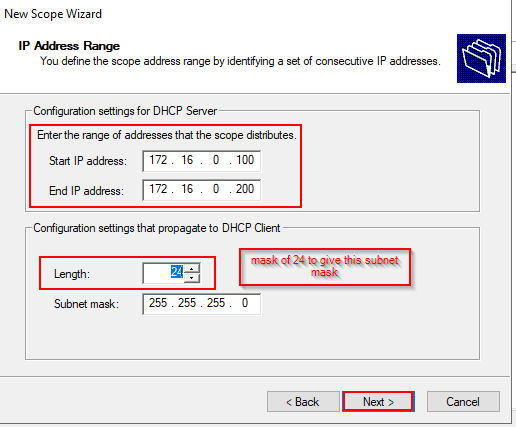 New Scope Wizard
IP Address Range
You define the scope address range by identifying a set of consecutive IP addresses.
Configuration settings for DHCP Server
Enter the range of addresses that the scope distributes.
Start IP address: 172 . 16 . 0 . 100
End IP address: 172 . 16 . 0 . 200
Configuration settings that propagate to DHCP Client
Length: 24
mask of 24 to give this subnet
mask
Subnet mask: 255 . 255 . 255 . 0
< Back Next > Cancel